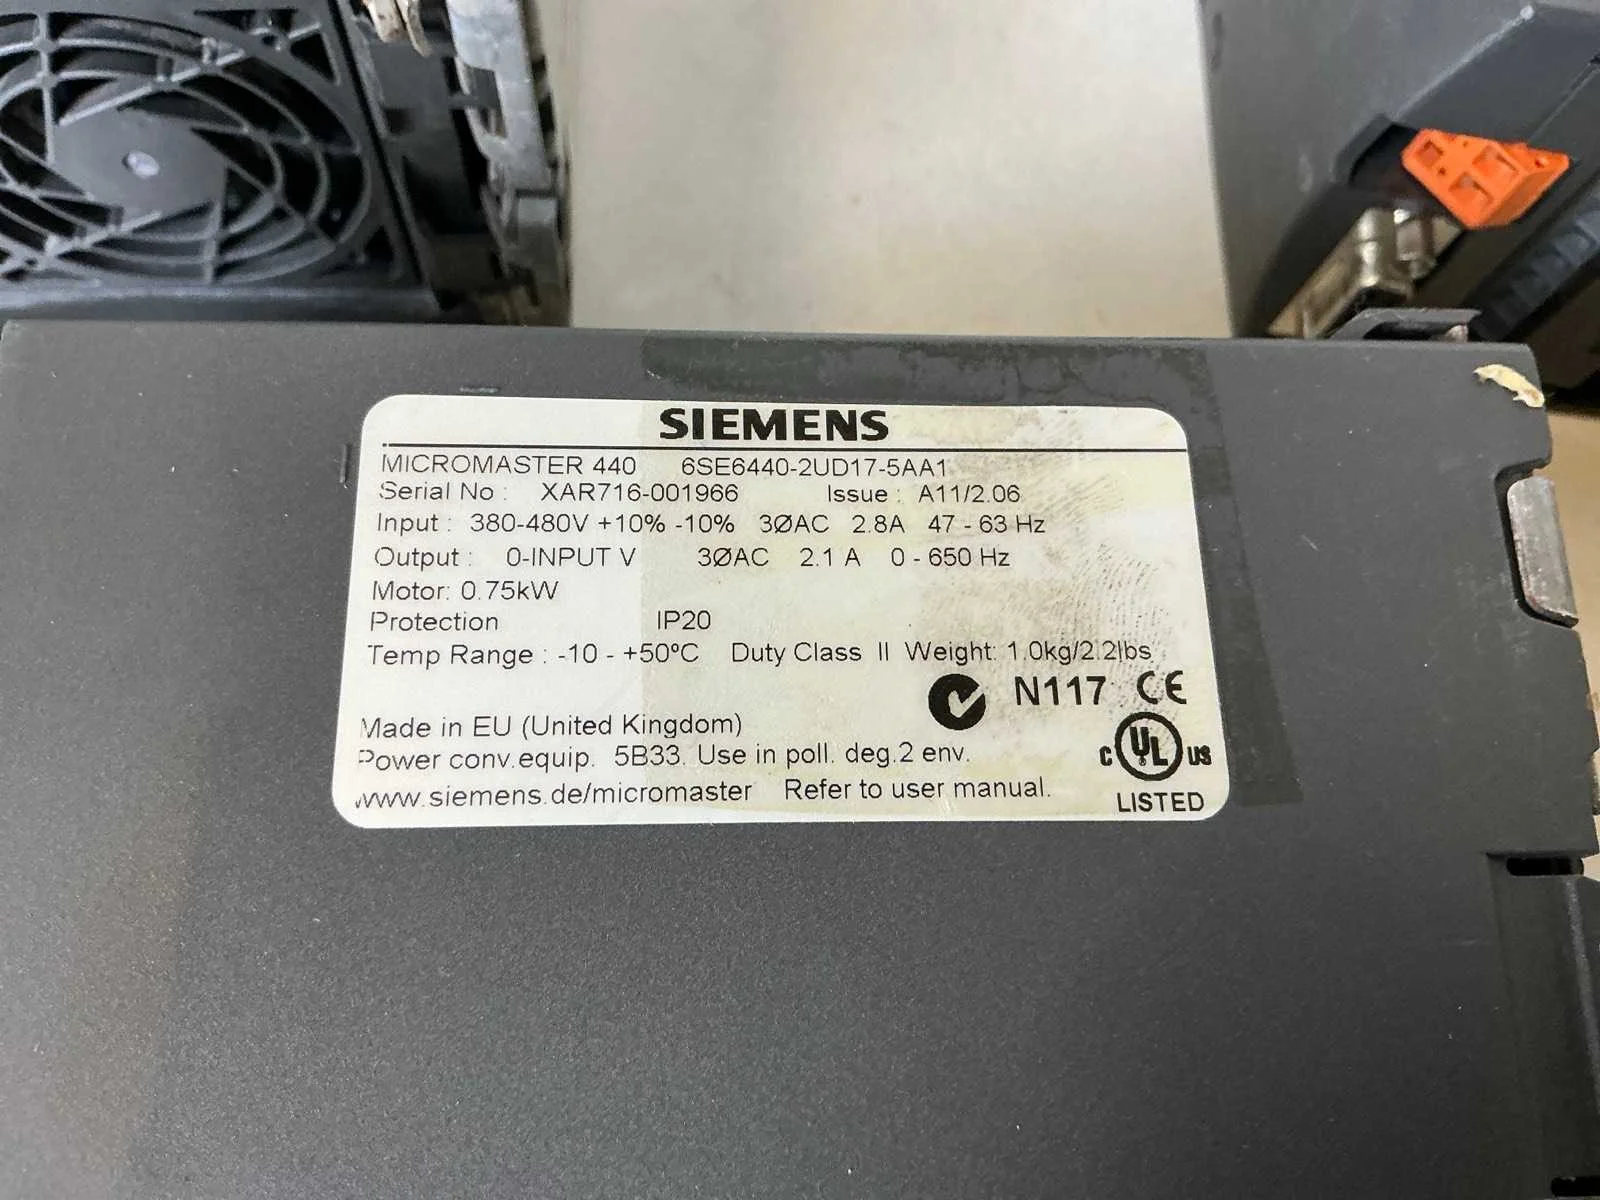 SIEMENS
MICROMASTER 440 6SE6440-2UD17-5AA1
Serial No : XAR716-001966 Issue : A11/2.06
Input : 380-480V +10% -10% 3ØAC 2.8A 47 - 63 Hz
Output : 0-INPUT V 3ØAC 2.1 A 0 - 650 Hz
Motor: 0.75kW
Protection IP20
Temp Range : -10 - +50ºC Duty Class II Weight: 1.0kg/2.2lbs
N117 CE
Made in EU (United Kingdom)
Power conv.equip. 5B33. Use in poll. deg.2 env.
C UL US
www.siemens.de/micromaster Refer to user manual.
LISTED